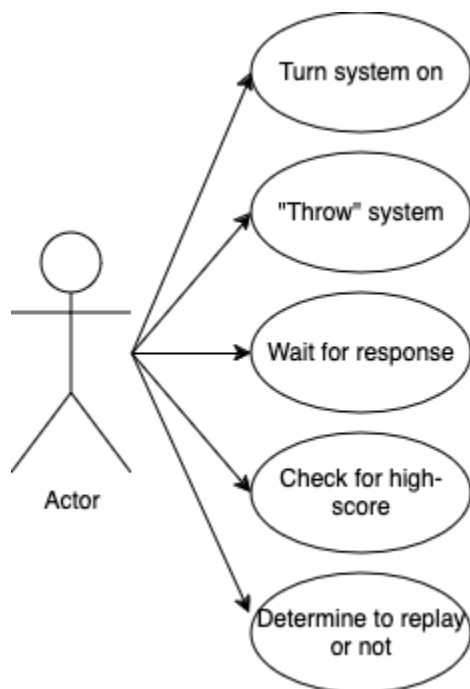 Turn system on
"Throw" system
Wait for response
Check for high-
score
Actor
Determine to replay
or not